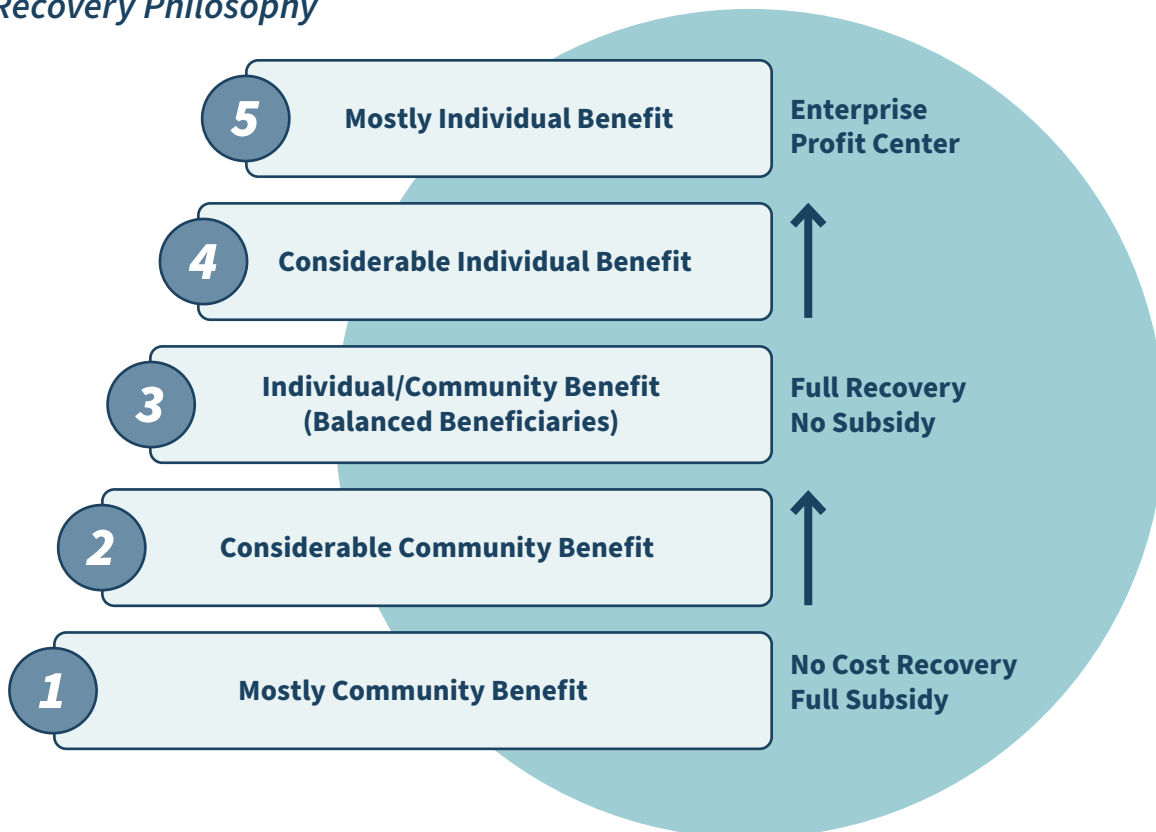 Recovery Philosophy
5
Mostly Individual Benefit
Enterprise
Profit Center
4
Considerable Individual Benefit
3
Individual/Community Benefit
(Balanced Beneficiaries)
Full Recovery
No Subsidy
2
Considerable Community Benefit
1
Mostly Community Benefit
No Cost Recovery
Full Subsidy